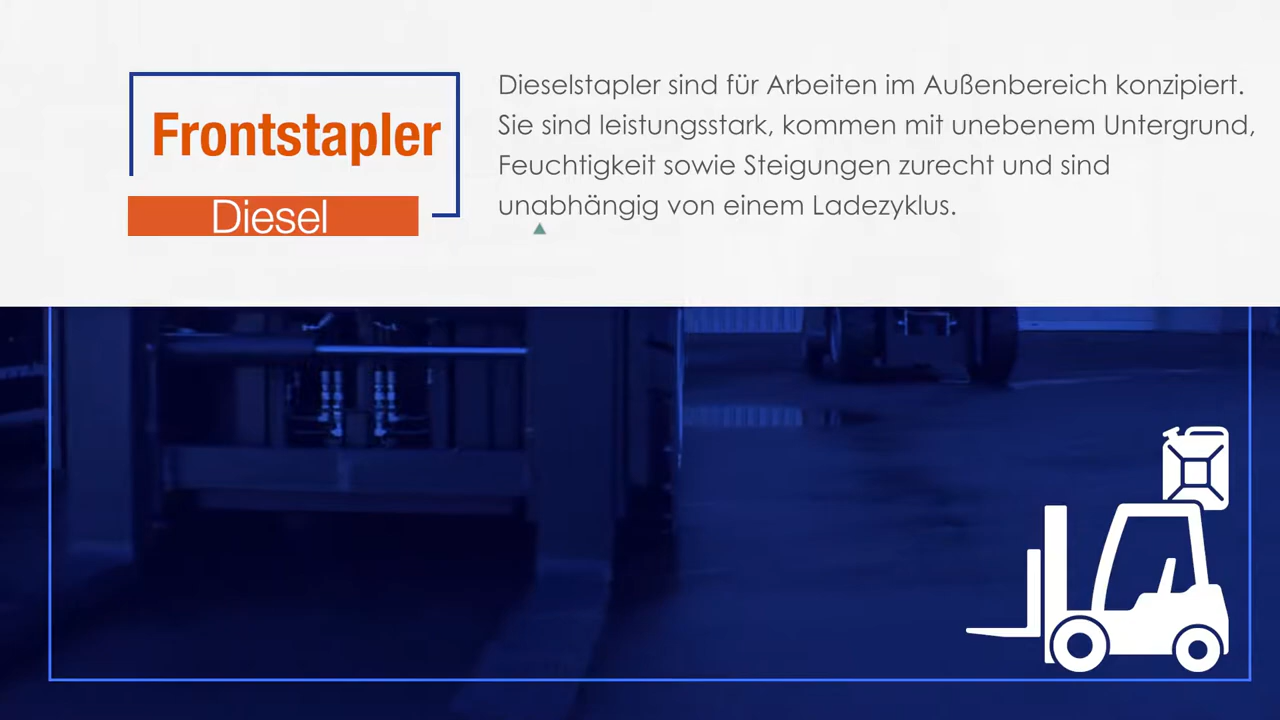 Frontstapler
Diesel
Dieselstapler sind für Arbeiten im Außenbereich konzipiert.
Sie sind leistungsstark, kommen mit unebenem Untergrund,
Feuchtigkeit sowie Steigungen zurecht und sind
unabhängig von einem Ladezyklus.